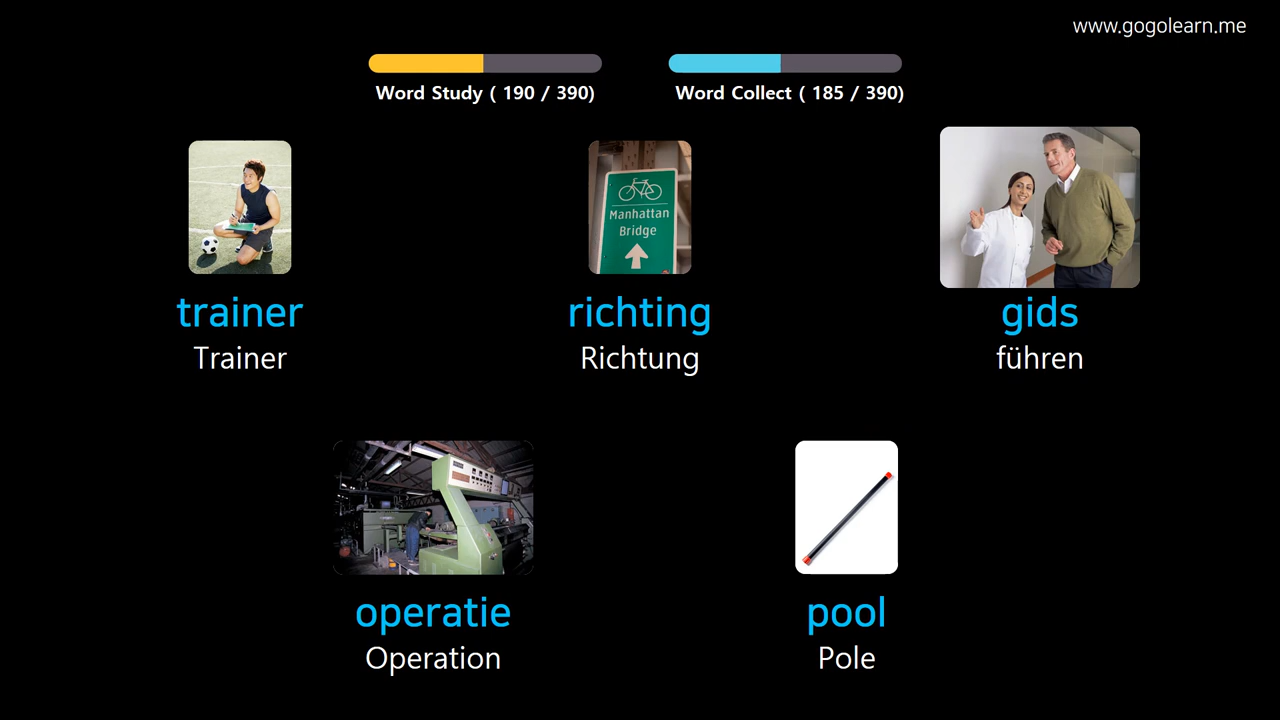 www.gogolearn.me
Word Study ( 190 / 390)
Word Collect ( 185 / 390)
Manhattan
Bridge
trainer
Trainer
richting
Richtung
gids
führen
operatie
Operation
pool
Pole